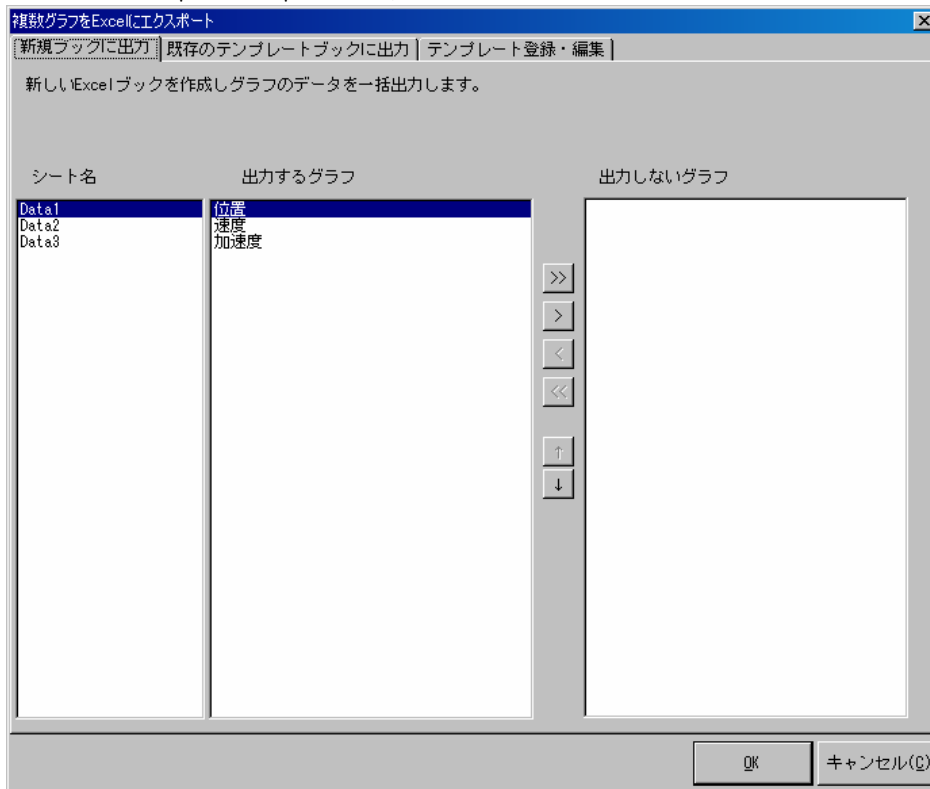 複数グラフをExcelにエクスポート
新規ブックに出力 既存のテンプレートブックに出力 テンプレート登録・編集
新しいExcelブックを作成しグラフのデータを一括出力します。
シート名 出力するグラフ 出力しないグラフ
Data1 位置
Data2 速度
Data3 加速度
>>
>
<
<<
↑
↓
OK キャンセル(C)